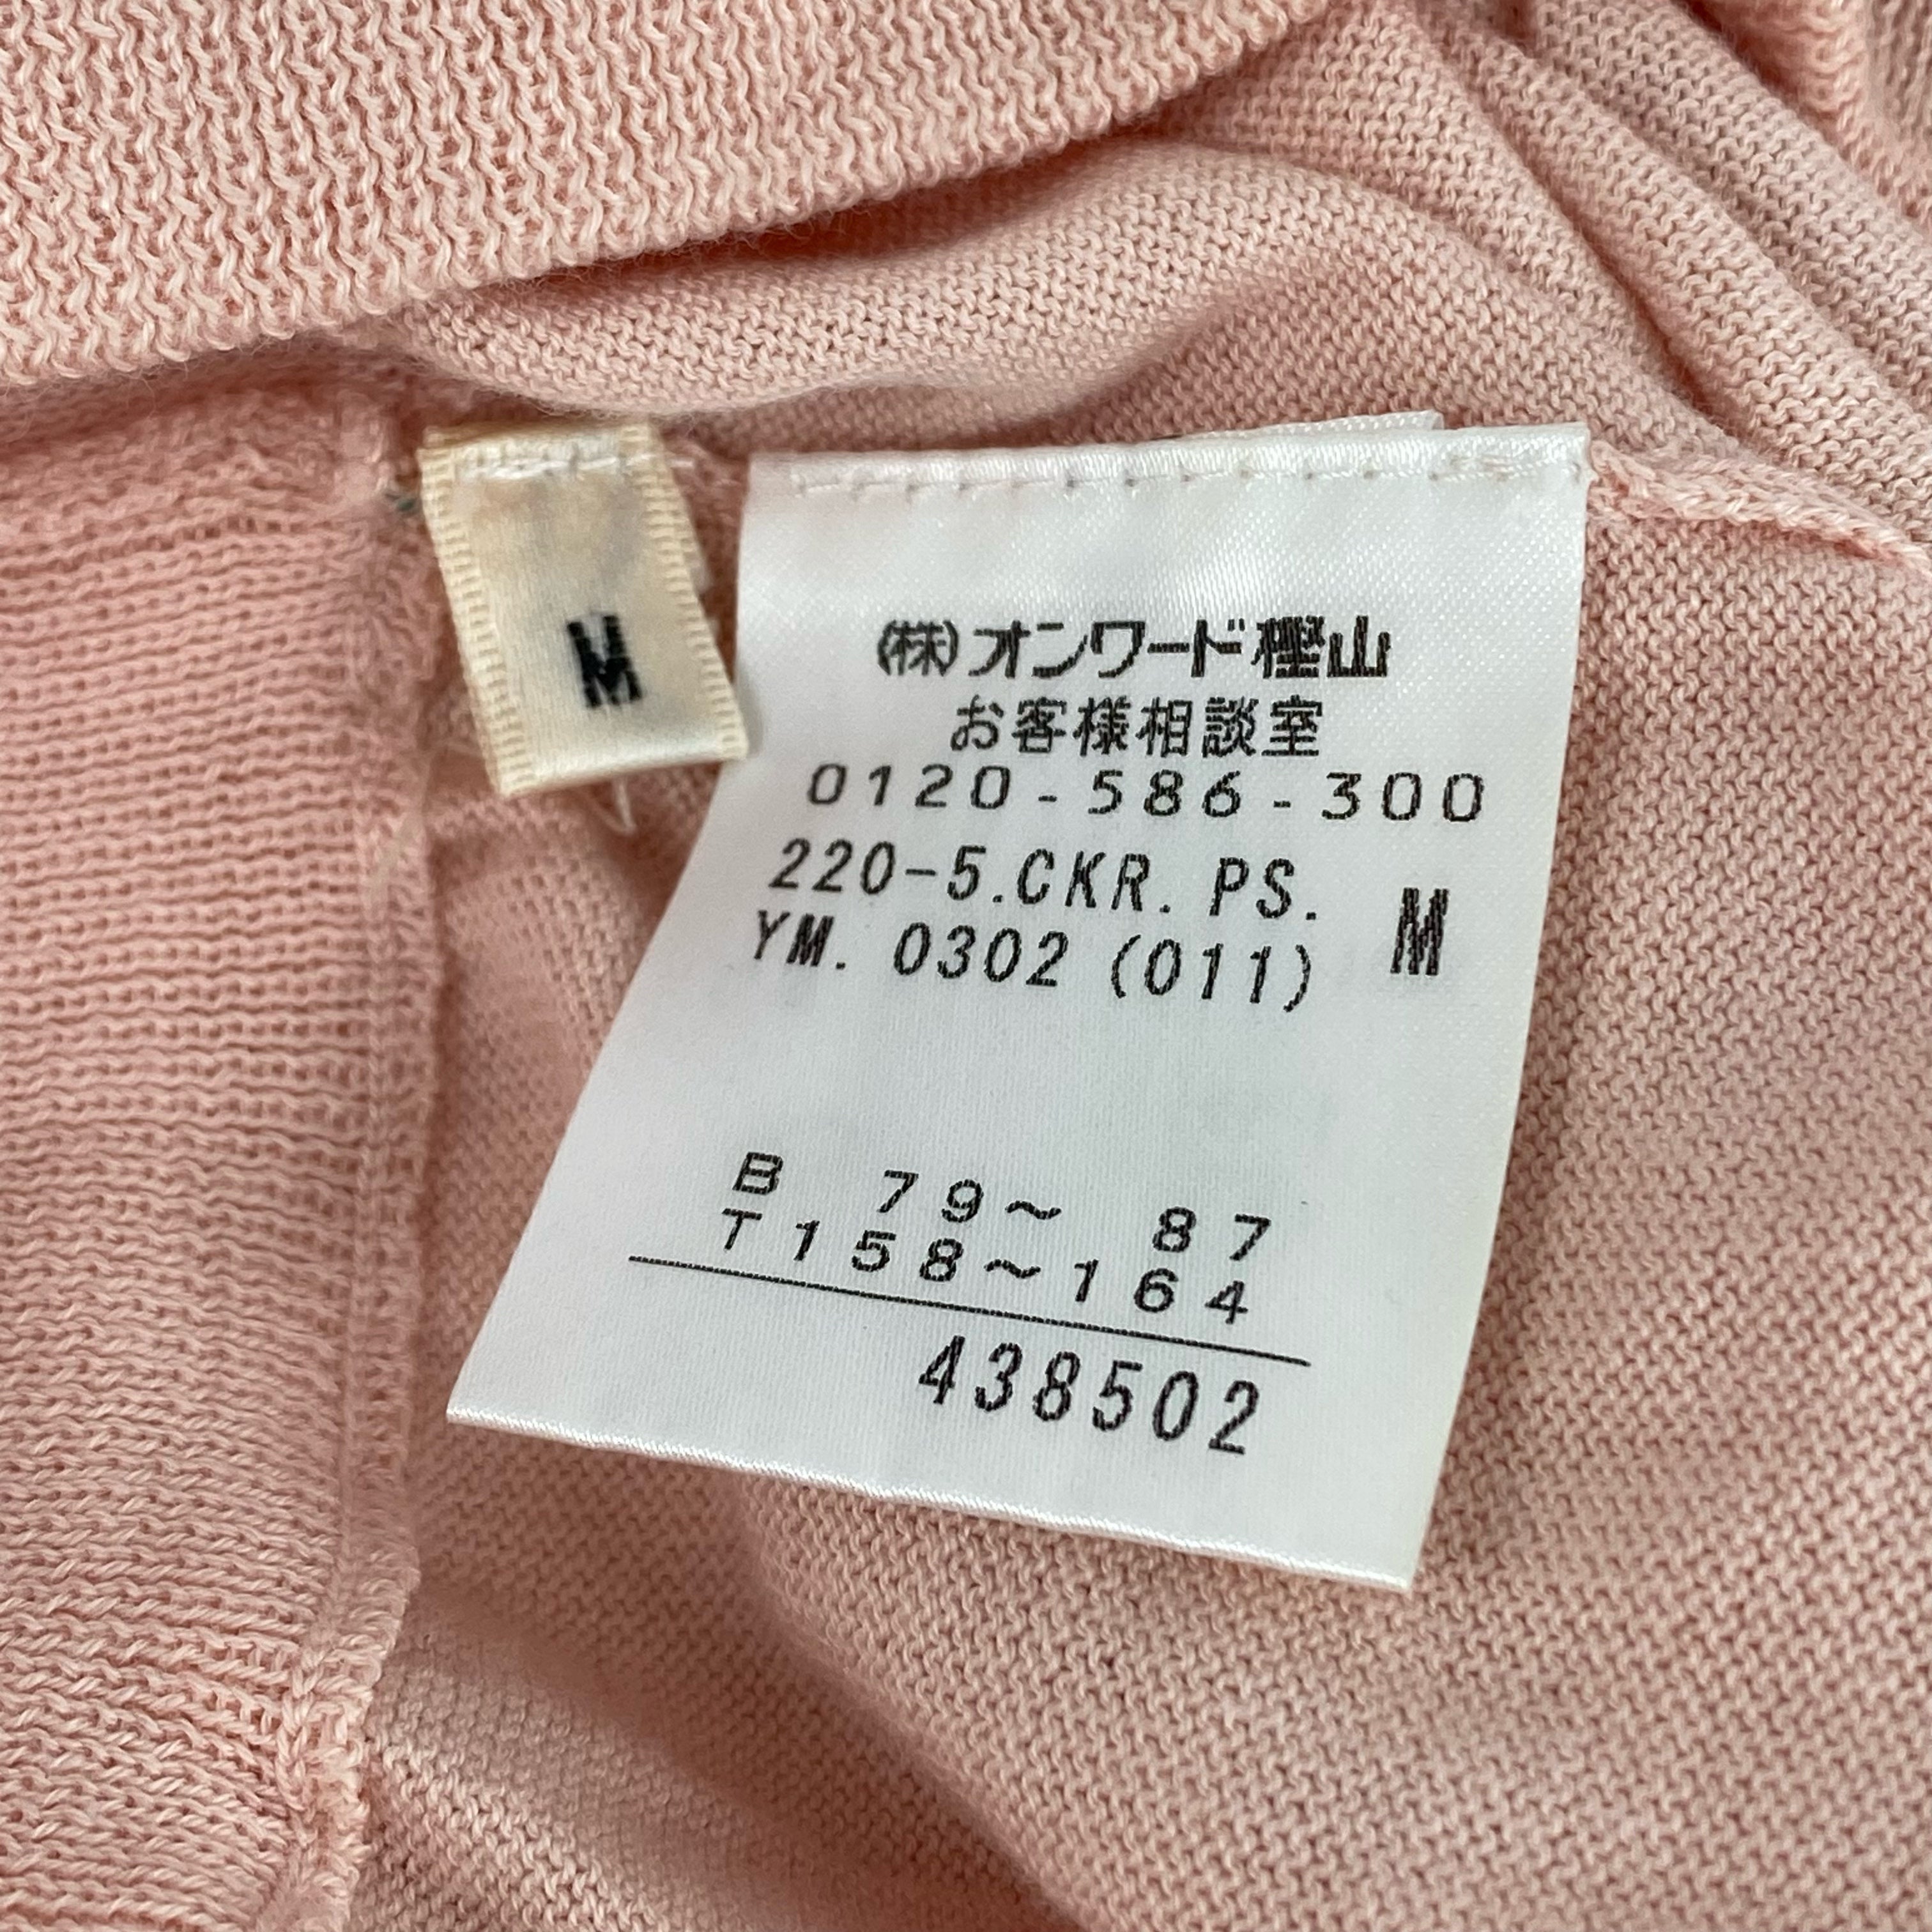 M
(株)オンワード樫山
お客様相談室
0120-586-300
220-5.CKR. PS.
YM. 0302 (011) M
B 79~ 87
T158~164
438502